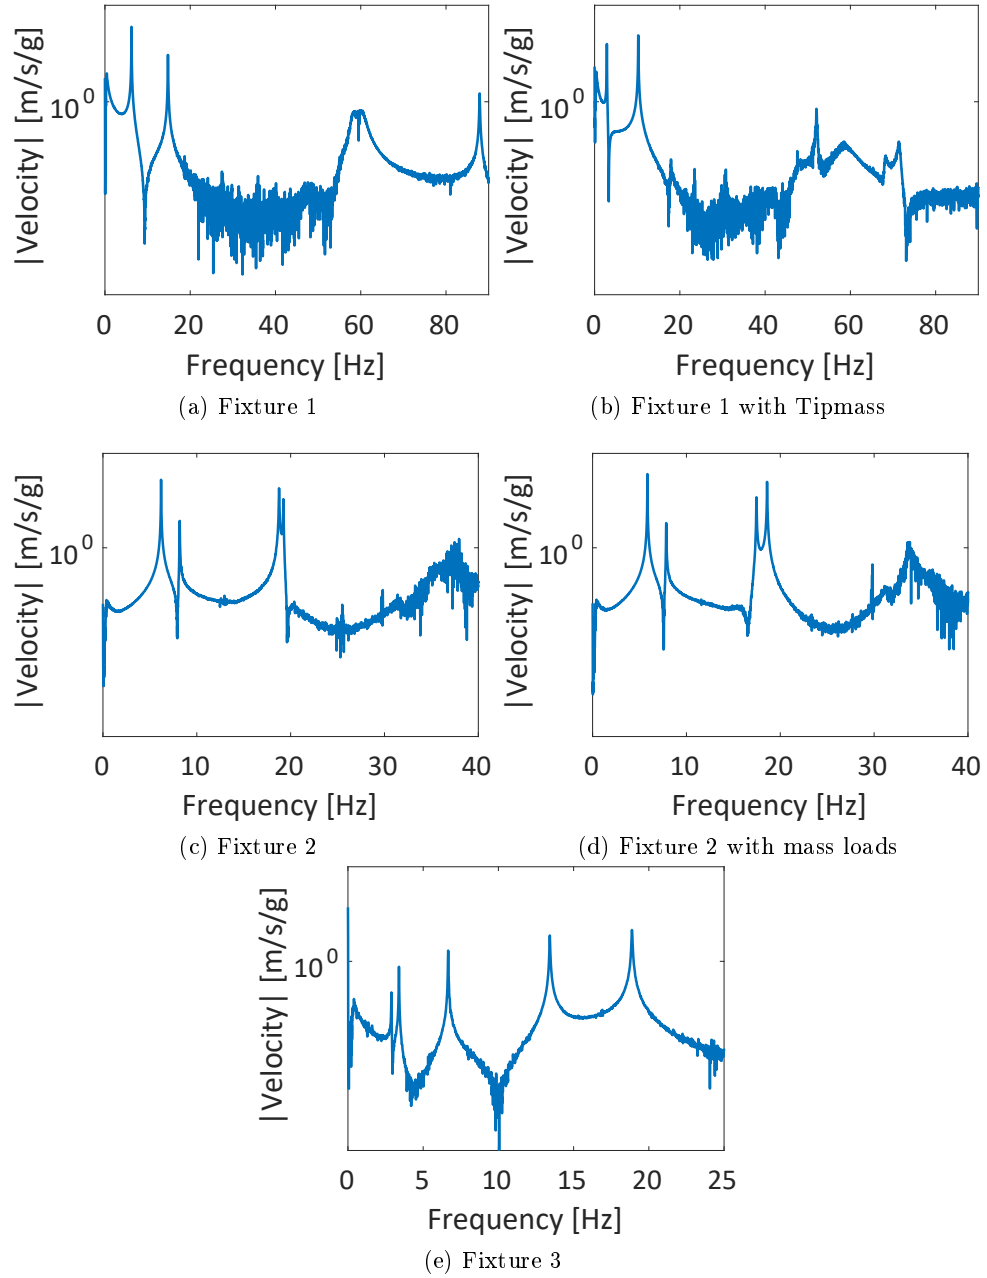 |Velocity| [m/s/g]
10^0
0 20 40 60 80
Frequency [Hz]
(a) Fixture 1
|Velocity| [m/s/g]
10^0
0 20 40 60 80
Frequency [Hz]
(b) Fixture 1 with Tipmass
|Velocity| [m/s/g]
10^0
0 10 20 30 40
Frequency [Hz]
(c) Fixture 2
|Velocity| [m/s/g]
10^0
0 10 20 30 40
Frequency [Hz]
(d) Fixture 2 with mass loads
|Velocity| [m/s/g]
10^0
0 5 10 15 20 25
Frequency [Hz]
(e) Fixture 3